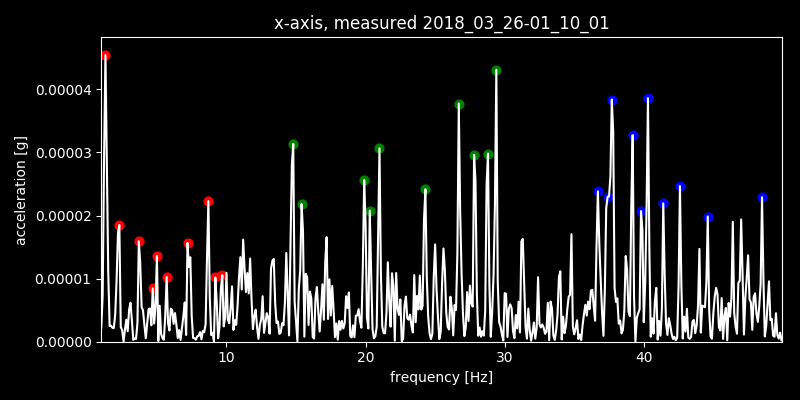 x-axis, measured 2018_03_26-01_10_01
acceleration [g]
0.00004
0.00003
0.00002
0.00001
0.00000
10 20 30 40
frequency [Hz]